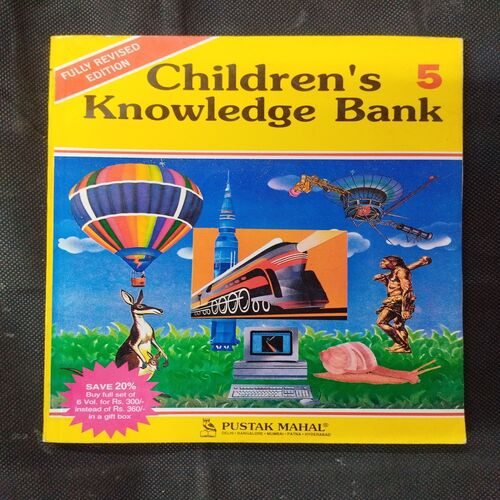 FULLY REVISED
EDITION
Children's 5
Knowledge Bank
SAVE 20%
Buy full set of
6 Vol. for Rs. 300/-
instead of Rs. 360/-
in a gift box
PUSTAK MAHAL®
DELHI • BANGALORE • MUMBAI • PATNA • HYDERABAD